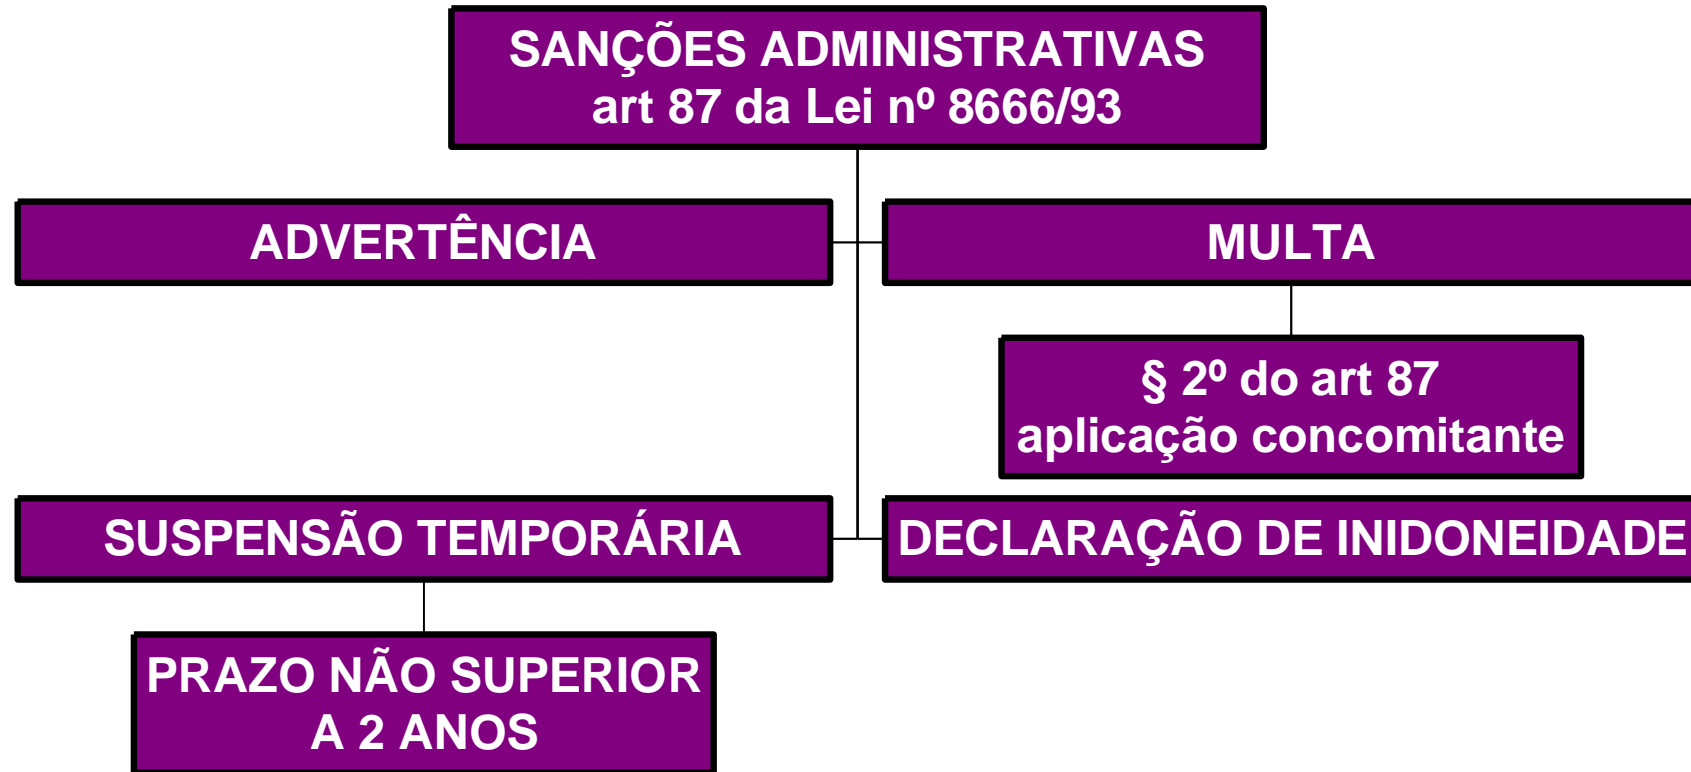 SANÇÕES ADMINISTRATIVAS
art 87 da Lei nº 8666/93
ADVERTÊNCIA
MULTA
§ 2º do art 87
aplicação concomitante
SUSPENSÃO TEMPORÁRIA
DECLARAÇÃO DE INIDONEIDADE
PRAZO NÃO SUPERIOR
A 2 ANOS